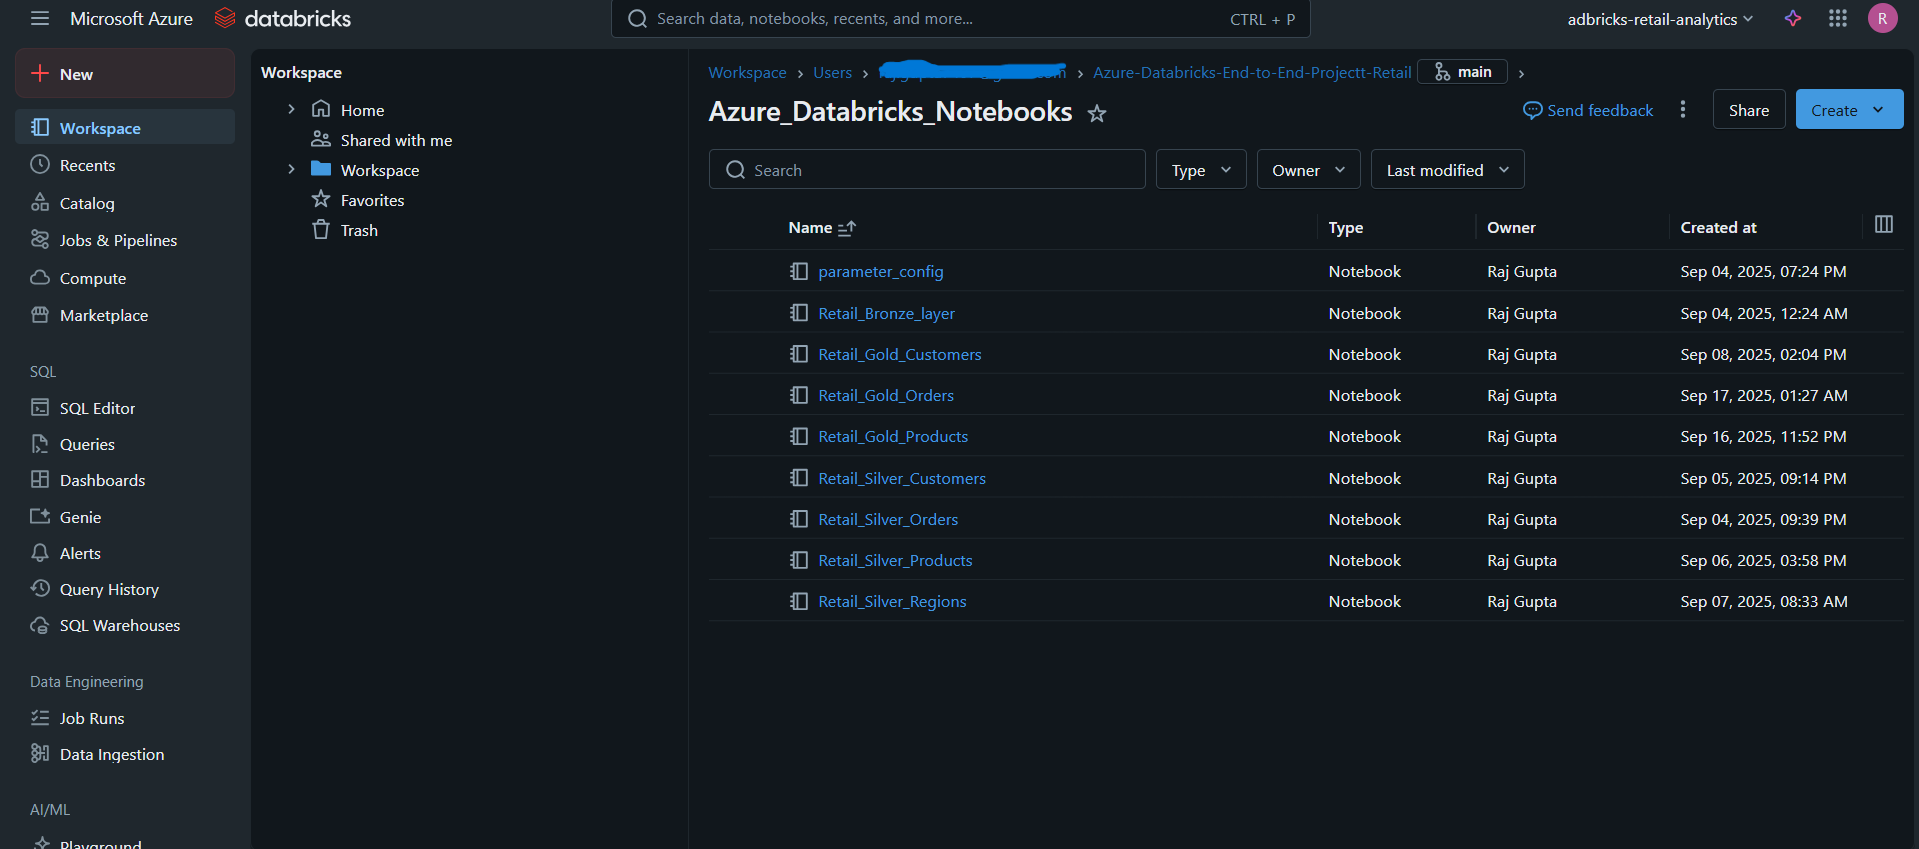 Microsoft Azure databricks
Search data, notebooks, recents, and more... CTRL + P
adbricks-retail-analytics
R
New
Workspace
Recents
Catalog
Jobs & Pipelines
Compute
Marketplace
SQL
SQL Editor
Queries
Dashboards
Genie
Alerts
Query History
SQL Warehouses
Data Engineering
Job Runs
Data Ingestion
AI/ML
Playground
Workspace
Home
Shared with me
Workspace
Favorites
Trash
Workspace > Users > > Azure-Databricks-End-to-End-Projectt-Retail main >
Azure_Databricks_Notebooks
Send feedback
Share
Create
Search
Type
Owner
Last modified
Name Type Owner Created at
parameter_config Notebook Raj Gupta Sep 04, 2025, 07:24 PM
Retail_Bronze_layer Notebook Raj Gupta Sep 04, 2025, 12:24 AM
Retail_Gold_Customers Notebook Raj Gupta Sep 08, 2025, 02:04 PM
Retail_Gold_Orders Notebook Raj Gupta Sep 17, 2025, 01:27 AM
Retail_Gold_Products Notebook Raj Gupta Sep 16, 2025, 11:52 PM
Retail_Silver_Customers Notebook Raj Gupta Sep 05, 2025, 09:14 PM
Retail_Silver_Orders Notebook Raj Gupta Sep 04, 2025, 09:39 PM
Retail_Silver_Products Notebook Raj Gupta Sep 06, 2025, 03:58 PM
Retail_Silver_Regions Notebook Raj Gupta Sep 07, 2025, 08:33 AM